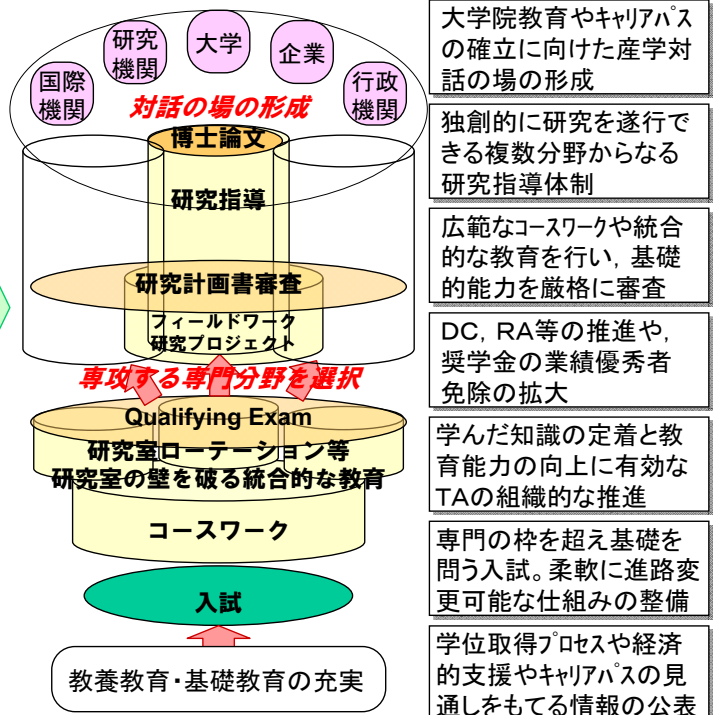 国際
機関
研究
機関
大学
企業
行政
機関
対話の場の形成
博士論文
研究指導
研究計画書審査
フィールドワーク
研究プロジェクト
専攻する専門分野を選択
Qualifying Exam
研究室ローテーション等
研究室の壁を破る統合的な教育
コースワーク
入試
教養教育・基礎教育の充実
大学院教育やｷｬﾘｱﾊﾟｽ
の確立に向けた産学対
話の場の形成
独創的に研究を遂行で
きる複数分野からなる
研究指導体制
広範なｺｰｽﾜｰｸや統合
的な教育を行い，基礎
的能力を厳格に審査
DC，RA等の推進や，
奨学金の業績優秀者
免除の拡大
学んだ知識の定着と教
育能力の向上に有効な
TAの組織的な推進
専門の枠を超え基礎を
問う入試。柔軟に進路変
更可能な仕組みの整備
学位取得ﾌﾟﾛｾｽや経済
的支援やｷｬﾘｱﾊﾟｽの見
通しをもてる情報の公表